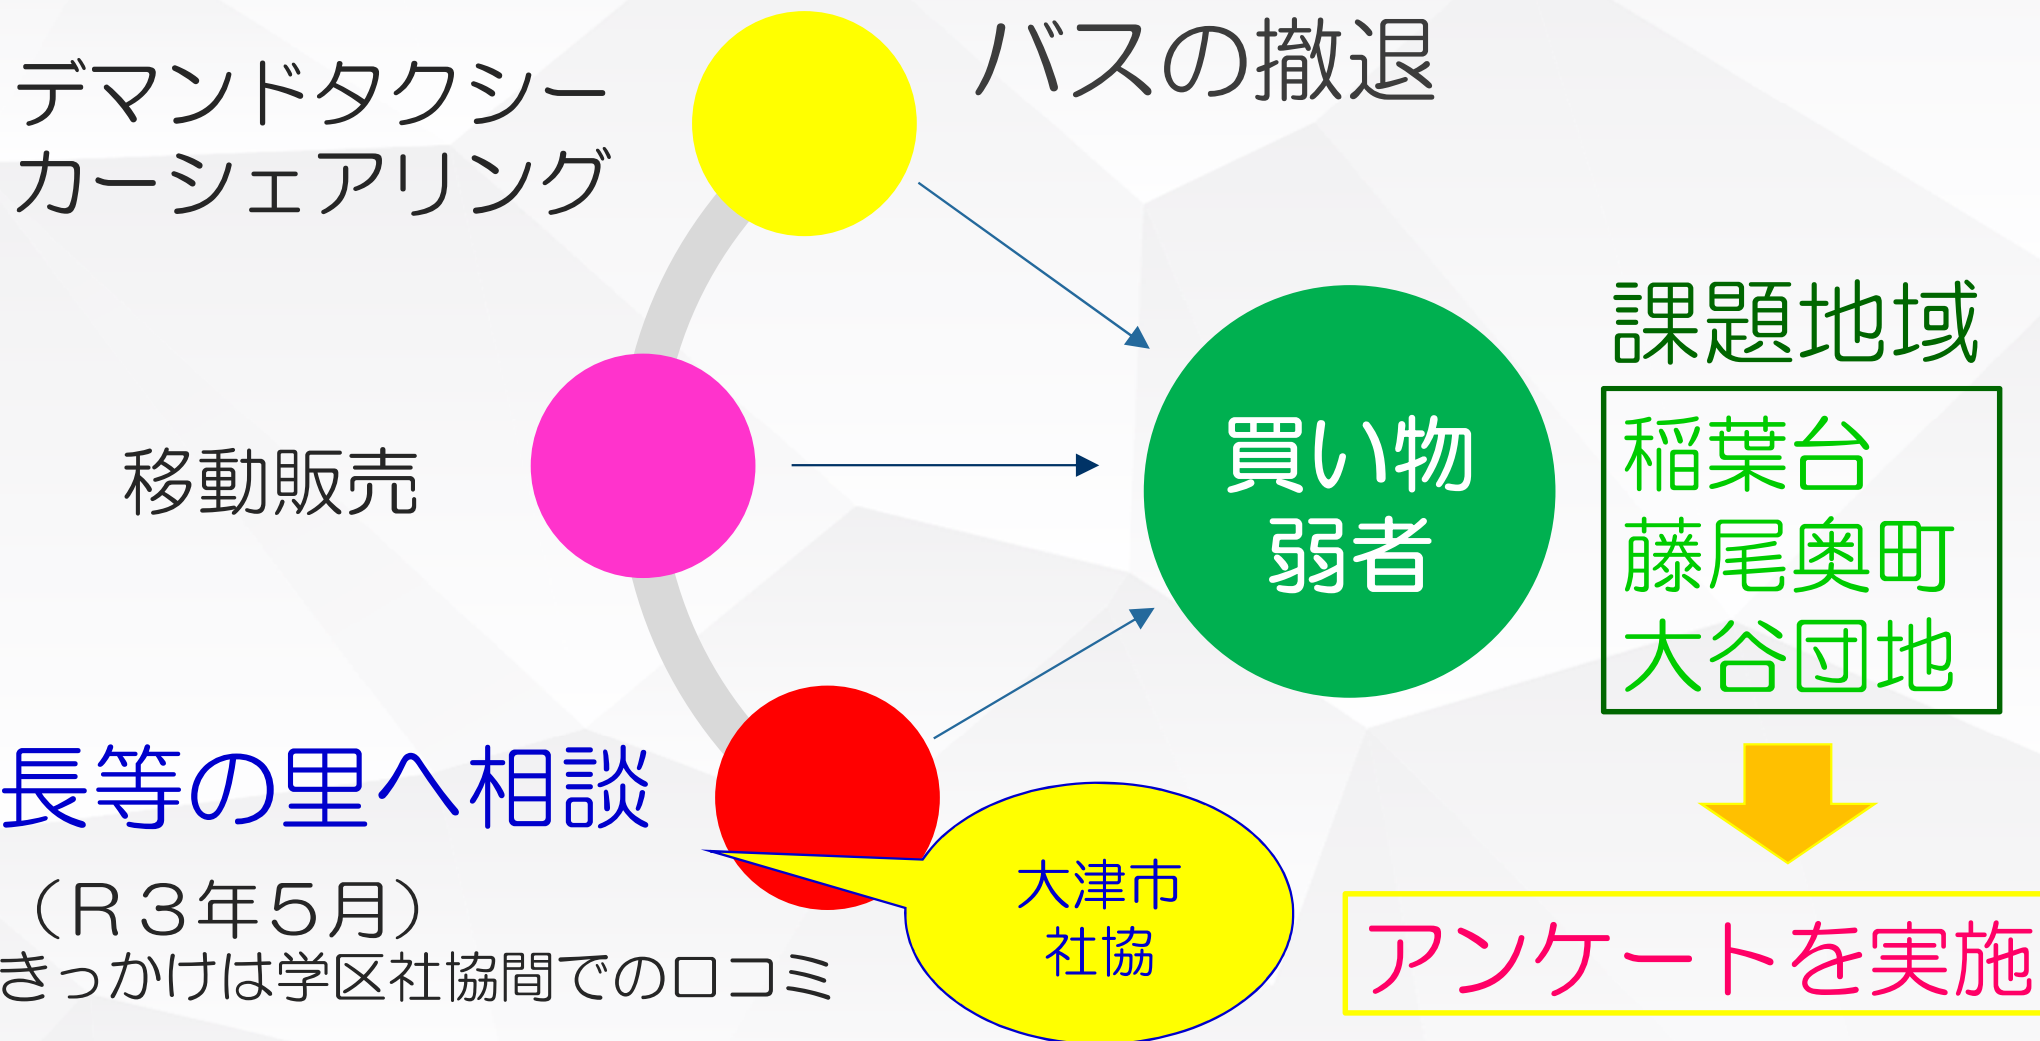 バスの撤退
デマンドタクシー
カーシェアリング
移動販売
買い物
弱者
課題地域
稲葉台
藤尾奥町
大谷団地
長等の里へ相談
（Ｒ３年５月）
きっかけは学区社協間での口コミ
大津市
社協
アンケートを実施